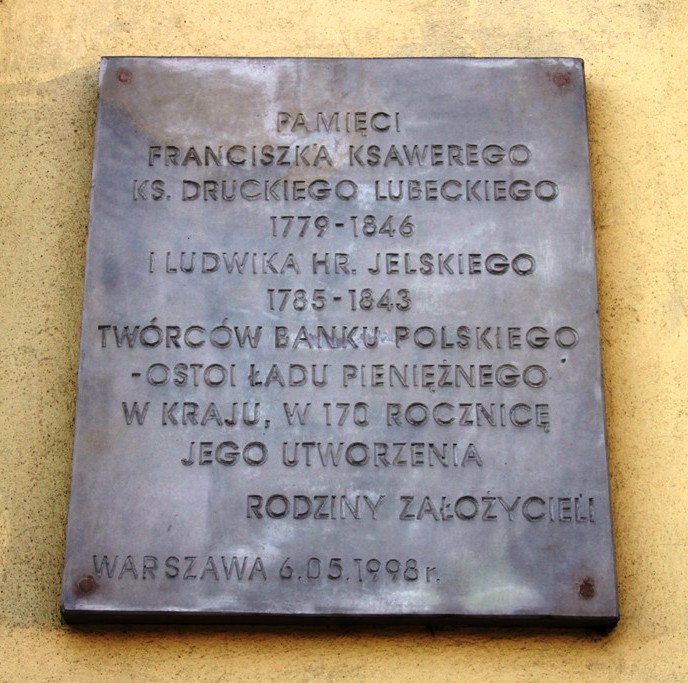 PAMIĘCI
FRANCISZKA KSAWEREGO
KS. DRUCKIEGO LUBECKIEGO
1779-1846
I LUDWIKA HR. JELSKIEGO
1785-1843
TWÓRCÓW BANKU POLSKIEGO
-OSTOI ŁADU PIENIĘŻNEGO
W KRAJU, W 170 ROCZNICĘ
JEGO UTWORZENIA
RODZINY ZAŁOŻYCIELI
WARSZAWA 6.05.1998r.